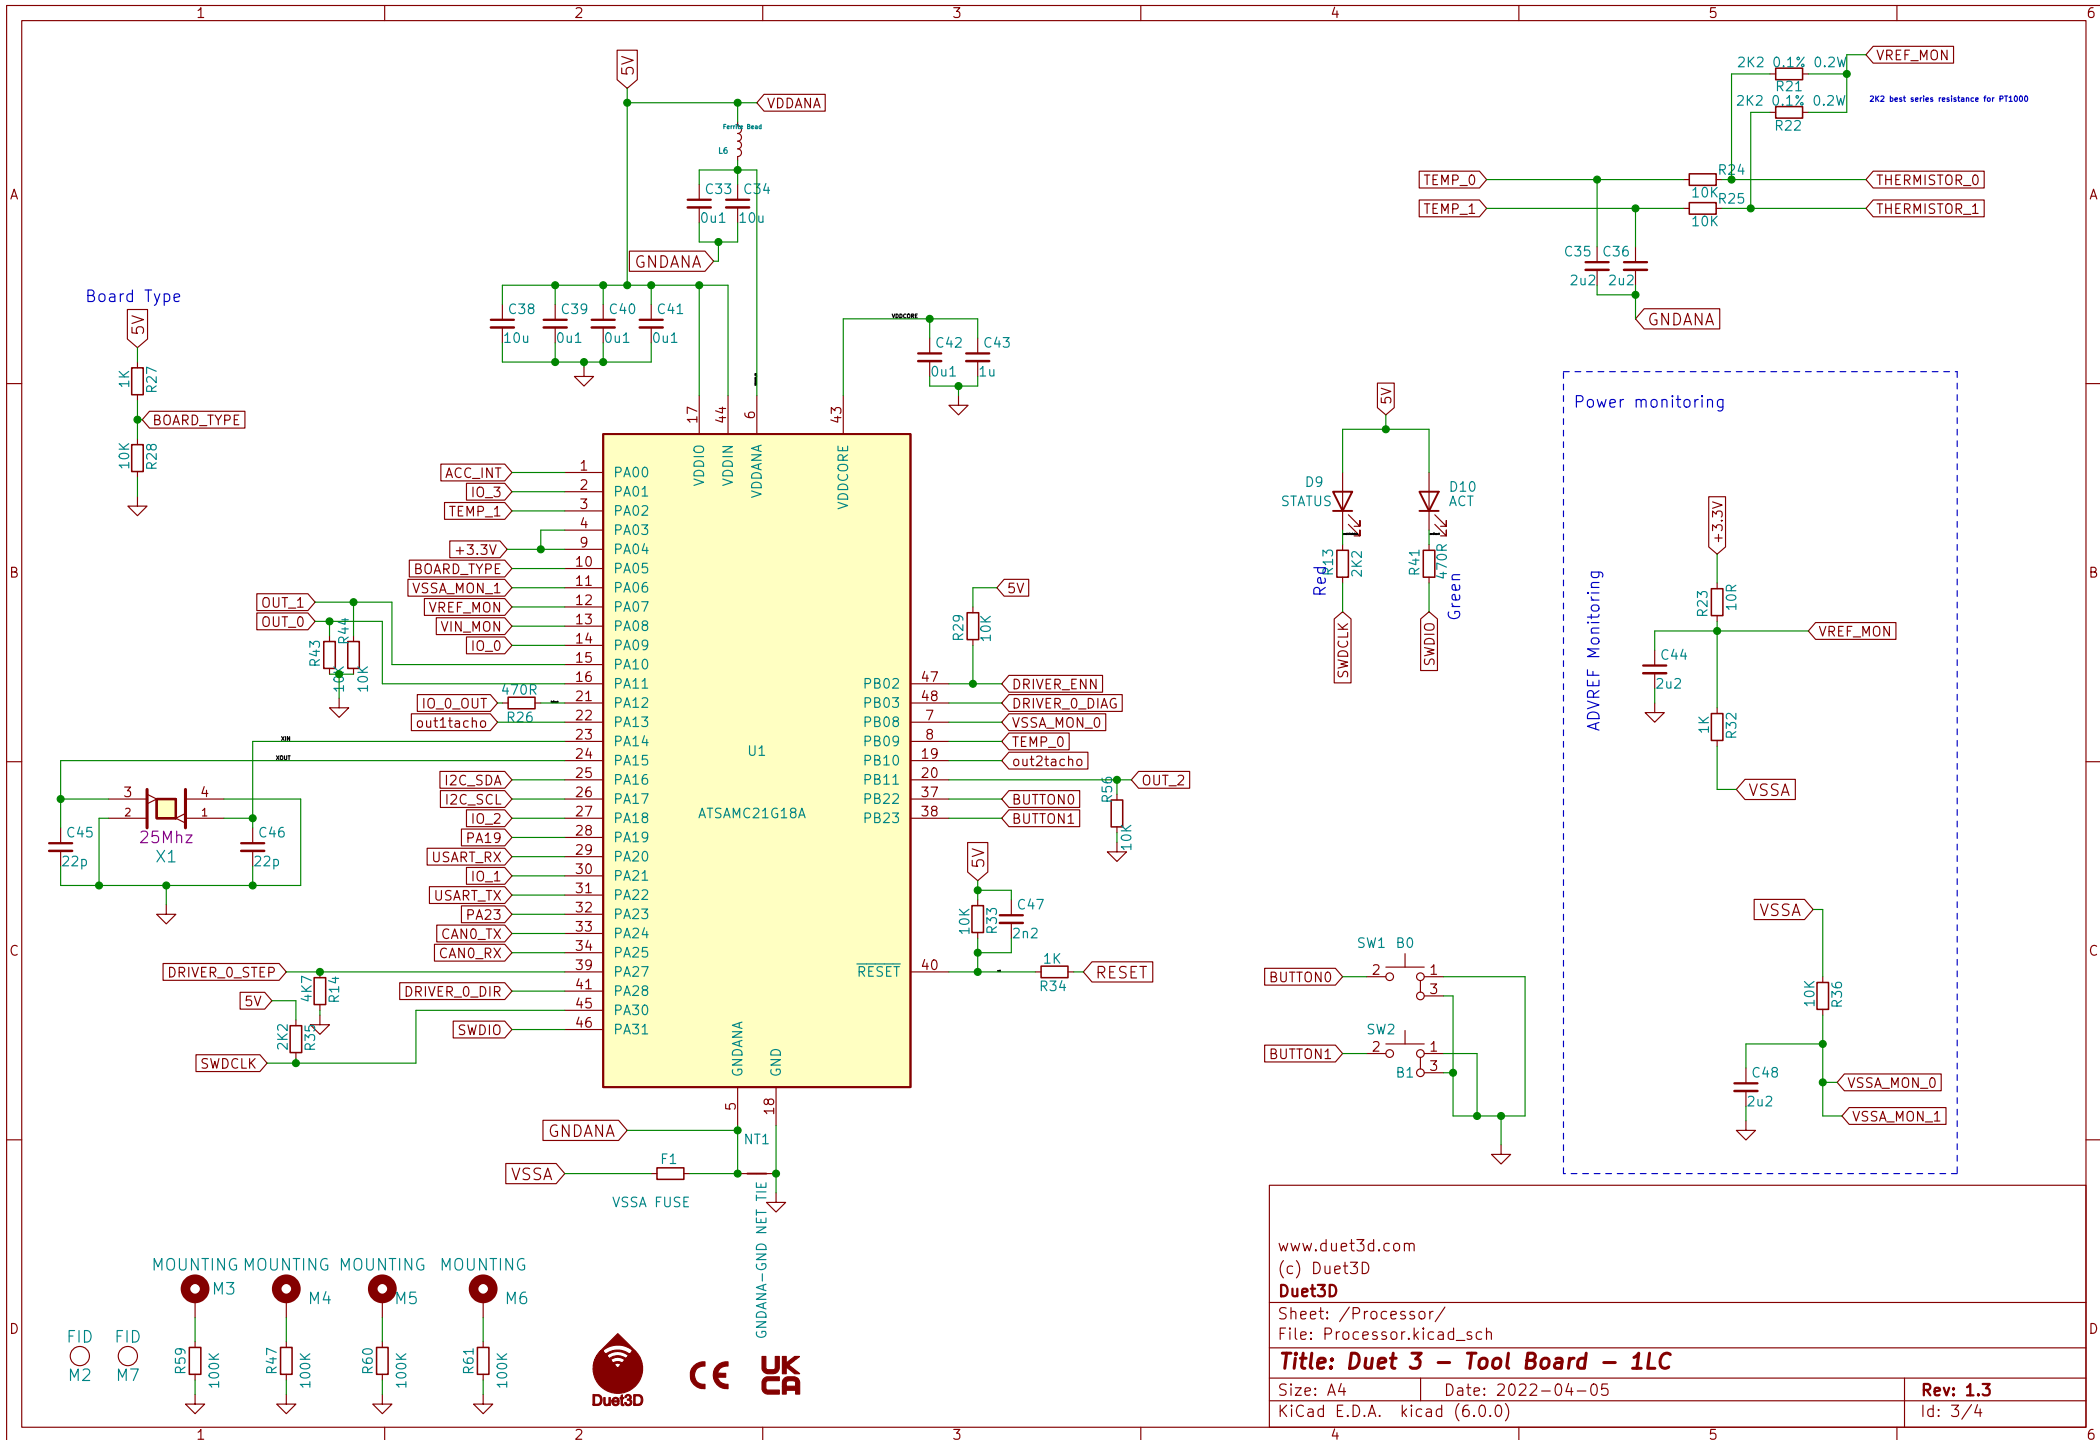 1 2 3 4 5 6
A
B
C
D
5V
VDDANA
Ferrite Bead
L6
C33 C34
0u1 10u
GNDANA
C38 C39 C40 C41
10u 0u1 0u1 0u1
VDDCORE
C42 C43
0u1 1u
Board Type
5V
1K R27
BOARD_TYPE
10K R28
VREF_MON
2K2 0.1% 0.2W
R21
2K2 0.1% 0.2W
R22
2K2 best series resistance for PT1000
TEMP_0
R24
10K
THERMISTOR_0
TEMP_1
R25
10K
THERMISTOR_1
C35 C36
2u2 2u2
GNDANA
17 44 6 43
VDDIO VDDIN VDDANA VDDCORE
ACC_INT 1 PA00
IO_3 2 PA01
TEMP_1 3 PA02
4 PA03
+3.3V 9 PA04
BOARD_TYPE 10 PA05
VSSA_MON_1 11 PA06
VREF_MON 12 PA07
VIN_MON 13 PA08
IO_0 14 PA09
OUT_1 15 PA10
OUT_0 16 PA11
R43 10K
R44 10K
IO_0_OUT 470R R26 21 PA12
out1tacho 22 PA13
XIN 23 PA14
XOUT 24 PA15
I2C_SDA 25 PA16
I2C_SCL 26 PA17
IO_2 27 PA18
PA19 28 PA19
USART_RX 29 PA20
IO_1 30 PA21
USART_TX 31 PA22
PA23 32 PA23
CAN0_TX 33 PA24
CAN0_RX 34 PA25
DRIVER_0_STEP 39 PA27
DRIVER_0_DIR 41 PA28
45 PA30
SWDIO 46 PA31
4K7 R14
5V
2K2 R35
SWDCLK
3 4
2 1
C45 22p
25Mhz
X1
C46 22p
U1
ATSAMC21G18A
5V
R29 10K
PB02 47 DRIVER_ENN
PB03 48 DRIVER_0_DIAG
PB08 7 VSSA_MON_0
PB09 8 TEMP_0
PB10 19 out2tacho
PB11 20 OUT_2
PB22 37 BUTTON0
PB23 38 BUTTON1
R56 10K
5V
10K R33
C47
2n2
RESET 40
1K
R34
RESET
GNDANA GND
5 18
GNDANA
NT1
VSSA
F1
VSSA FUSE
GNDANA-GND NET TIE
5V
D9
STATUS
D10
ACT
R13 2K2
Red
R41 470R
Green
SWDCLK
SWDIO
SW1 B0
BUTTON0 2 1
3
SW2
BUTTON1 2 1
B1 3
Power monitoring
ADVREF Monitoring
+3.3V
R23 10R
VREF_MON
C44
2u2
1K R32
VSSA
VSSA
10K R36
C48
2u2
VSSA_MON_0
VSSA_MON_1
MOUNTING MOUNTING MOUNTING MOUNTING
M3 M4 M5 M6
R59 100K
R47 100K
R60 100K
R61 100K
FID FID
M2 M7
Duet3D
CE
UK
CA
www.duet3d.com
(c) Duet3D
Duet3D
Sheet: /Processor/
File: Processor.kicad_sch
Title: Duet 3 – Tool Board – 1LC
Size: A4 Date: 2022-04-05 Rev: 1.3
KiCad E.D.A. kicad (6.0.0) Id: 3/4
1 2 3 4 5 6
A
B
C
D